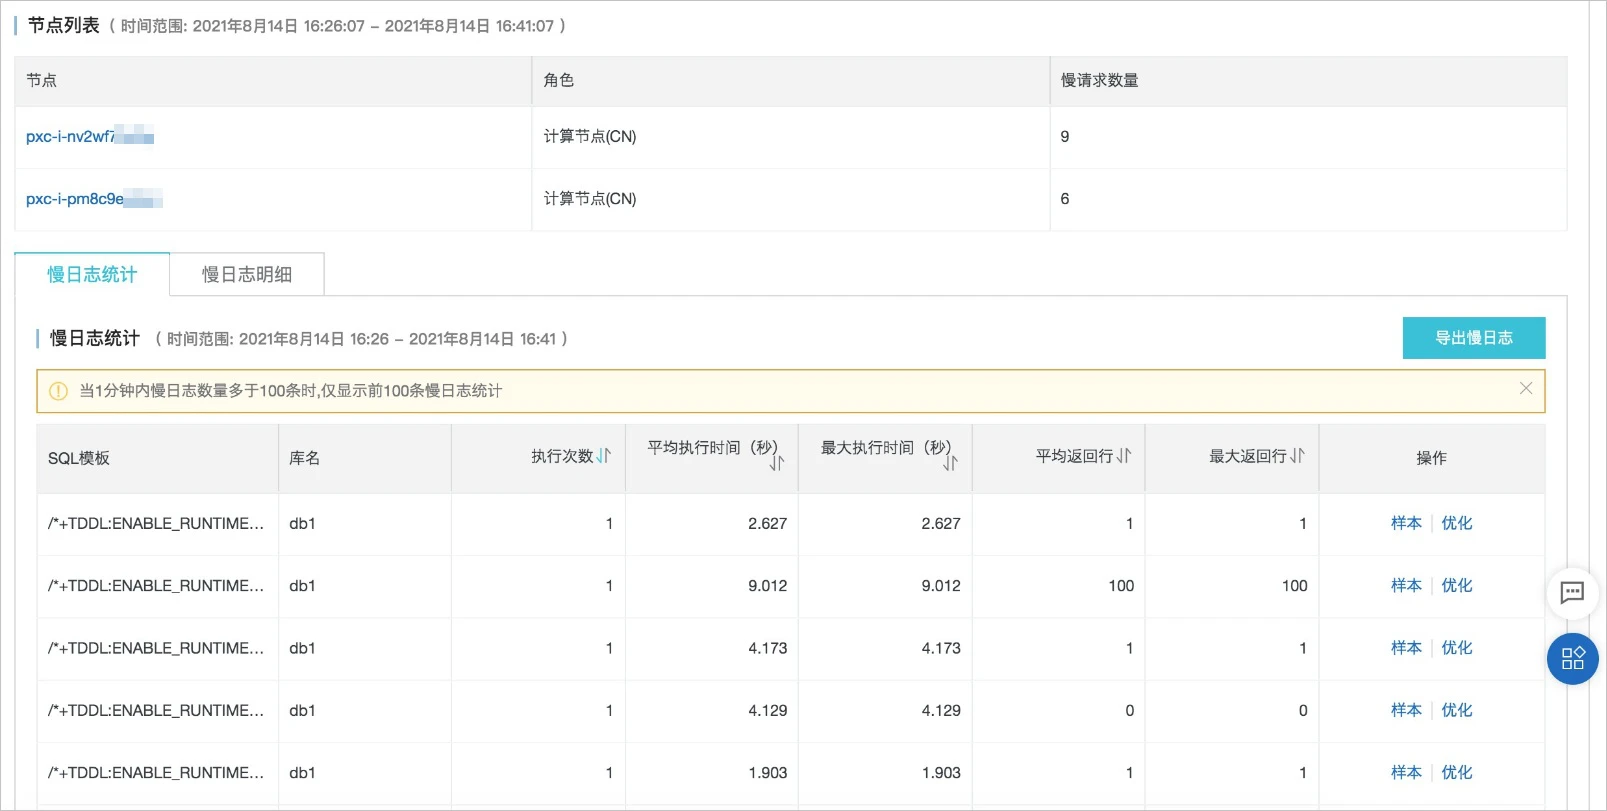 节点列表 ( 时间范围: 2021年8月14日 16:26:07 – 2021年8月14日 16:41:07 )
节点 角色 慢请求数量
pxc-i-nv2wf7 计算节点(CN) 9
pxc-i-pm8c9e 计算节点(CN) 6
慢日志统计 慢日志明细
慢日志统计 ( 时间范围: 2021年8月14日 16:26 – 2021年8月14日 16:41 ) 导出慢日志
当1分钟内慢日志数量多于100条时,仅显示前100条慢日志统计
SQL模板 库名 执行次数 平均执行时间（秒） 最大执行时间（秒） 平均返回行 最大返回行 操作
/*+TDDL:ENABLE_RUNTIME... db1 1 2.627 2.627 1 1 样本 优化
/*+TDDL:ENABLE_RUNTIME... db1 1 9.012 9.012 100 100 样本 优化
/*+TDDL:ENABLE_RUNTIME... db1 1 4.173 4.173 1 1 样本 优化
/*+TDDL:ENABLE_RUNTIME... db1 1 4.129 4.129 0 0 样本 优化
/*+TDDL:ENABLE_RUNTIME... db1 1 1.903 1.903 1 1 样本 优化